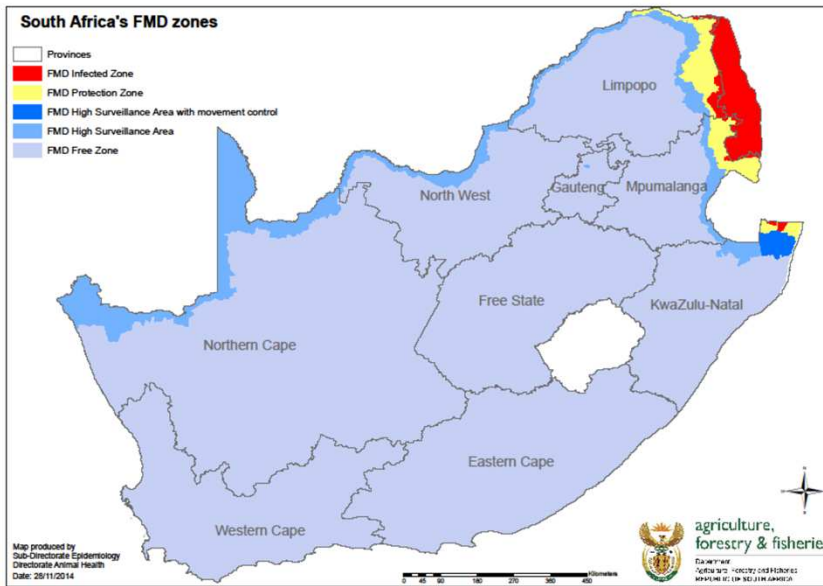 South Africa's FMD zones
Provinces
FMD Infected Zone
FMD Protection Zone
FMD High Surveillance Area with movement control
FMD High Surveillance Area
FMD Free Zone
Limpopo
North West
Gauteng
Mpumalanga
Free State
KwaZulu-Natal
Northern Cape
Eastern Cape
Western Cape
Map produced by
Sub-Directorate Epidemiology
Directorate Animal Health
Date: 28/11/2014
Kilometers
0 45 90 180 270 360 450
N
agriculture,
forestry & fisherie
Department:
Agriculture, Forestry and Fisheries
REPUBLIC OF SOUTH AFRICA